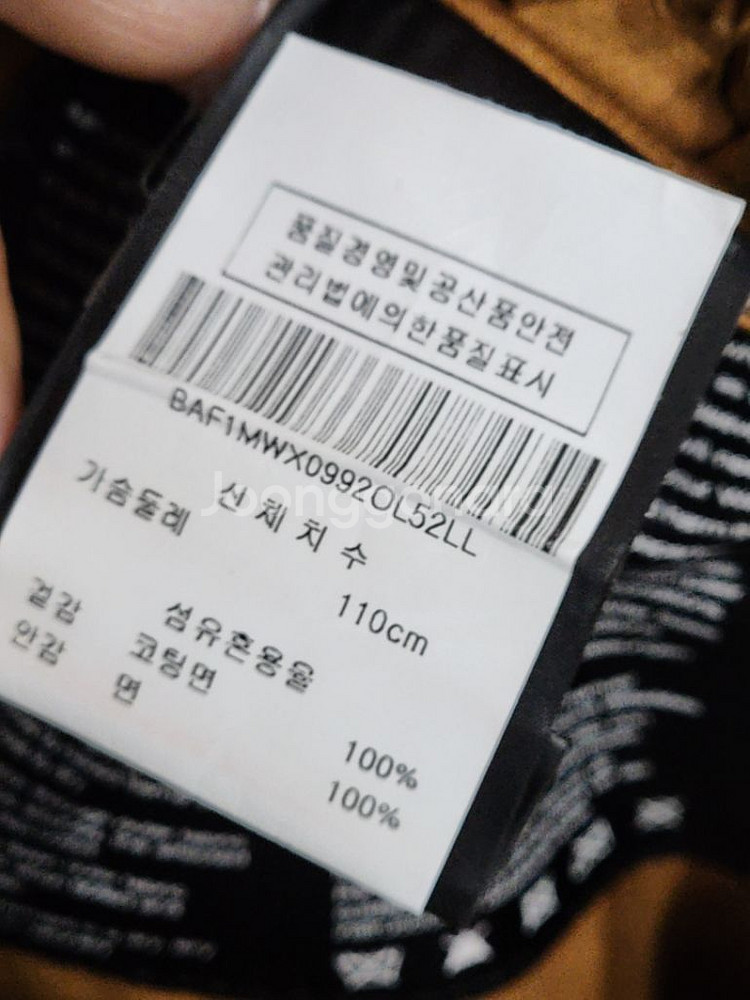 품질경영및공산품안전
관리법에의한품질표시
BAF1MWX0992OL52LL
신체치수
가슴둘레 110cm
섬유혼용율
겉감 코팅면 100%
안감 면 100%
Joonggonara